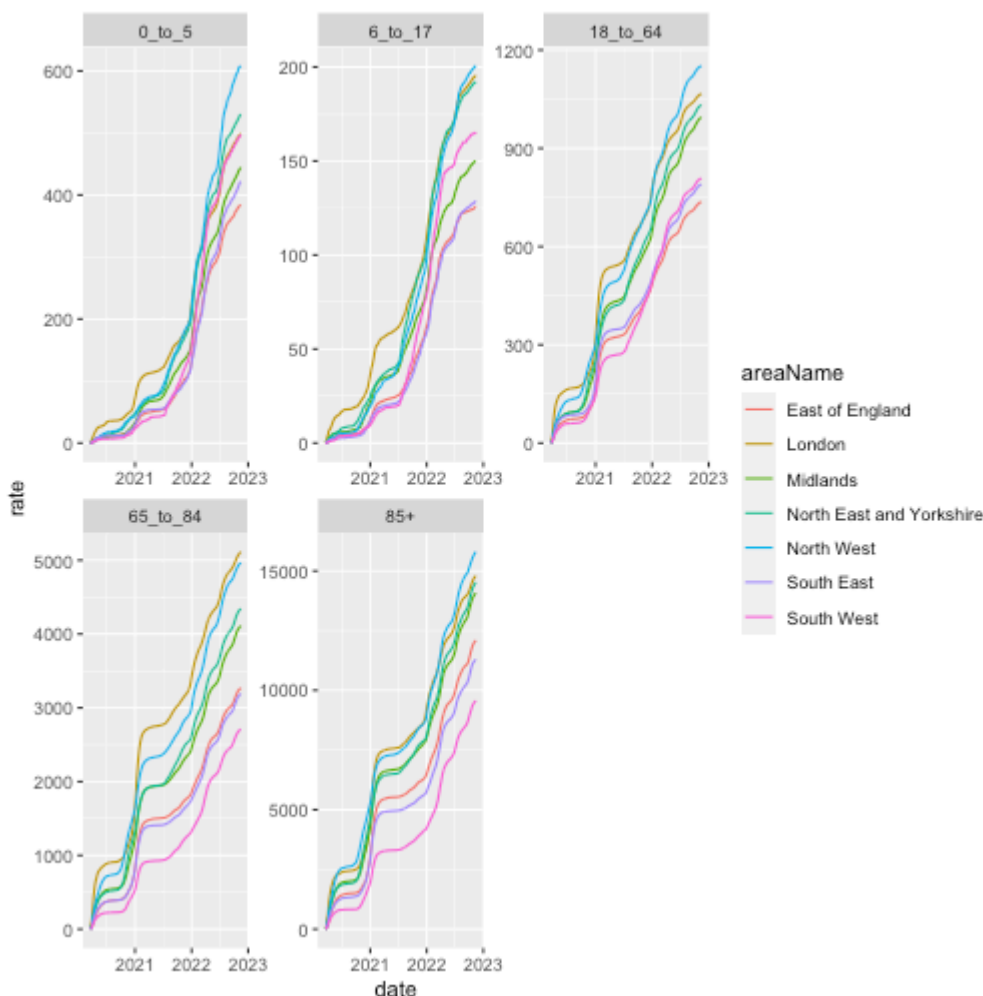 0_to_5
6_to_17
18_to_64
600
400
200
0
200
150
100
50
0
1200
900
600
300
0
2021 2022 2023
2021 2022 2023
2021 2022 2023
65_to_84
85+
5000
4000
3000
2000
1000
0
15000
10000
5000
0
2021 2022 2023
2021 2022 2023
rate
date
areaName
East of England
London
Midlands
North East and Yorkshire
North West
South East
South West